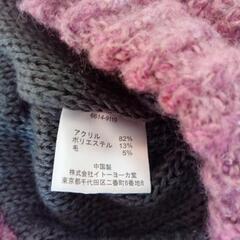 6614-9119
アクリル 82%
ポリエステル 13%
毛 5%
中国製
株式会社イトーヨーカ堂
東京都千代田区二番町8番地8